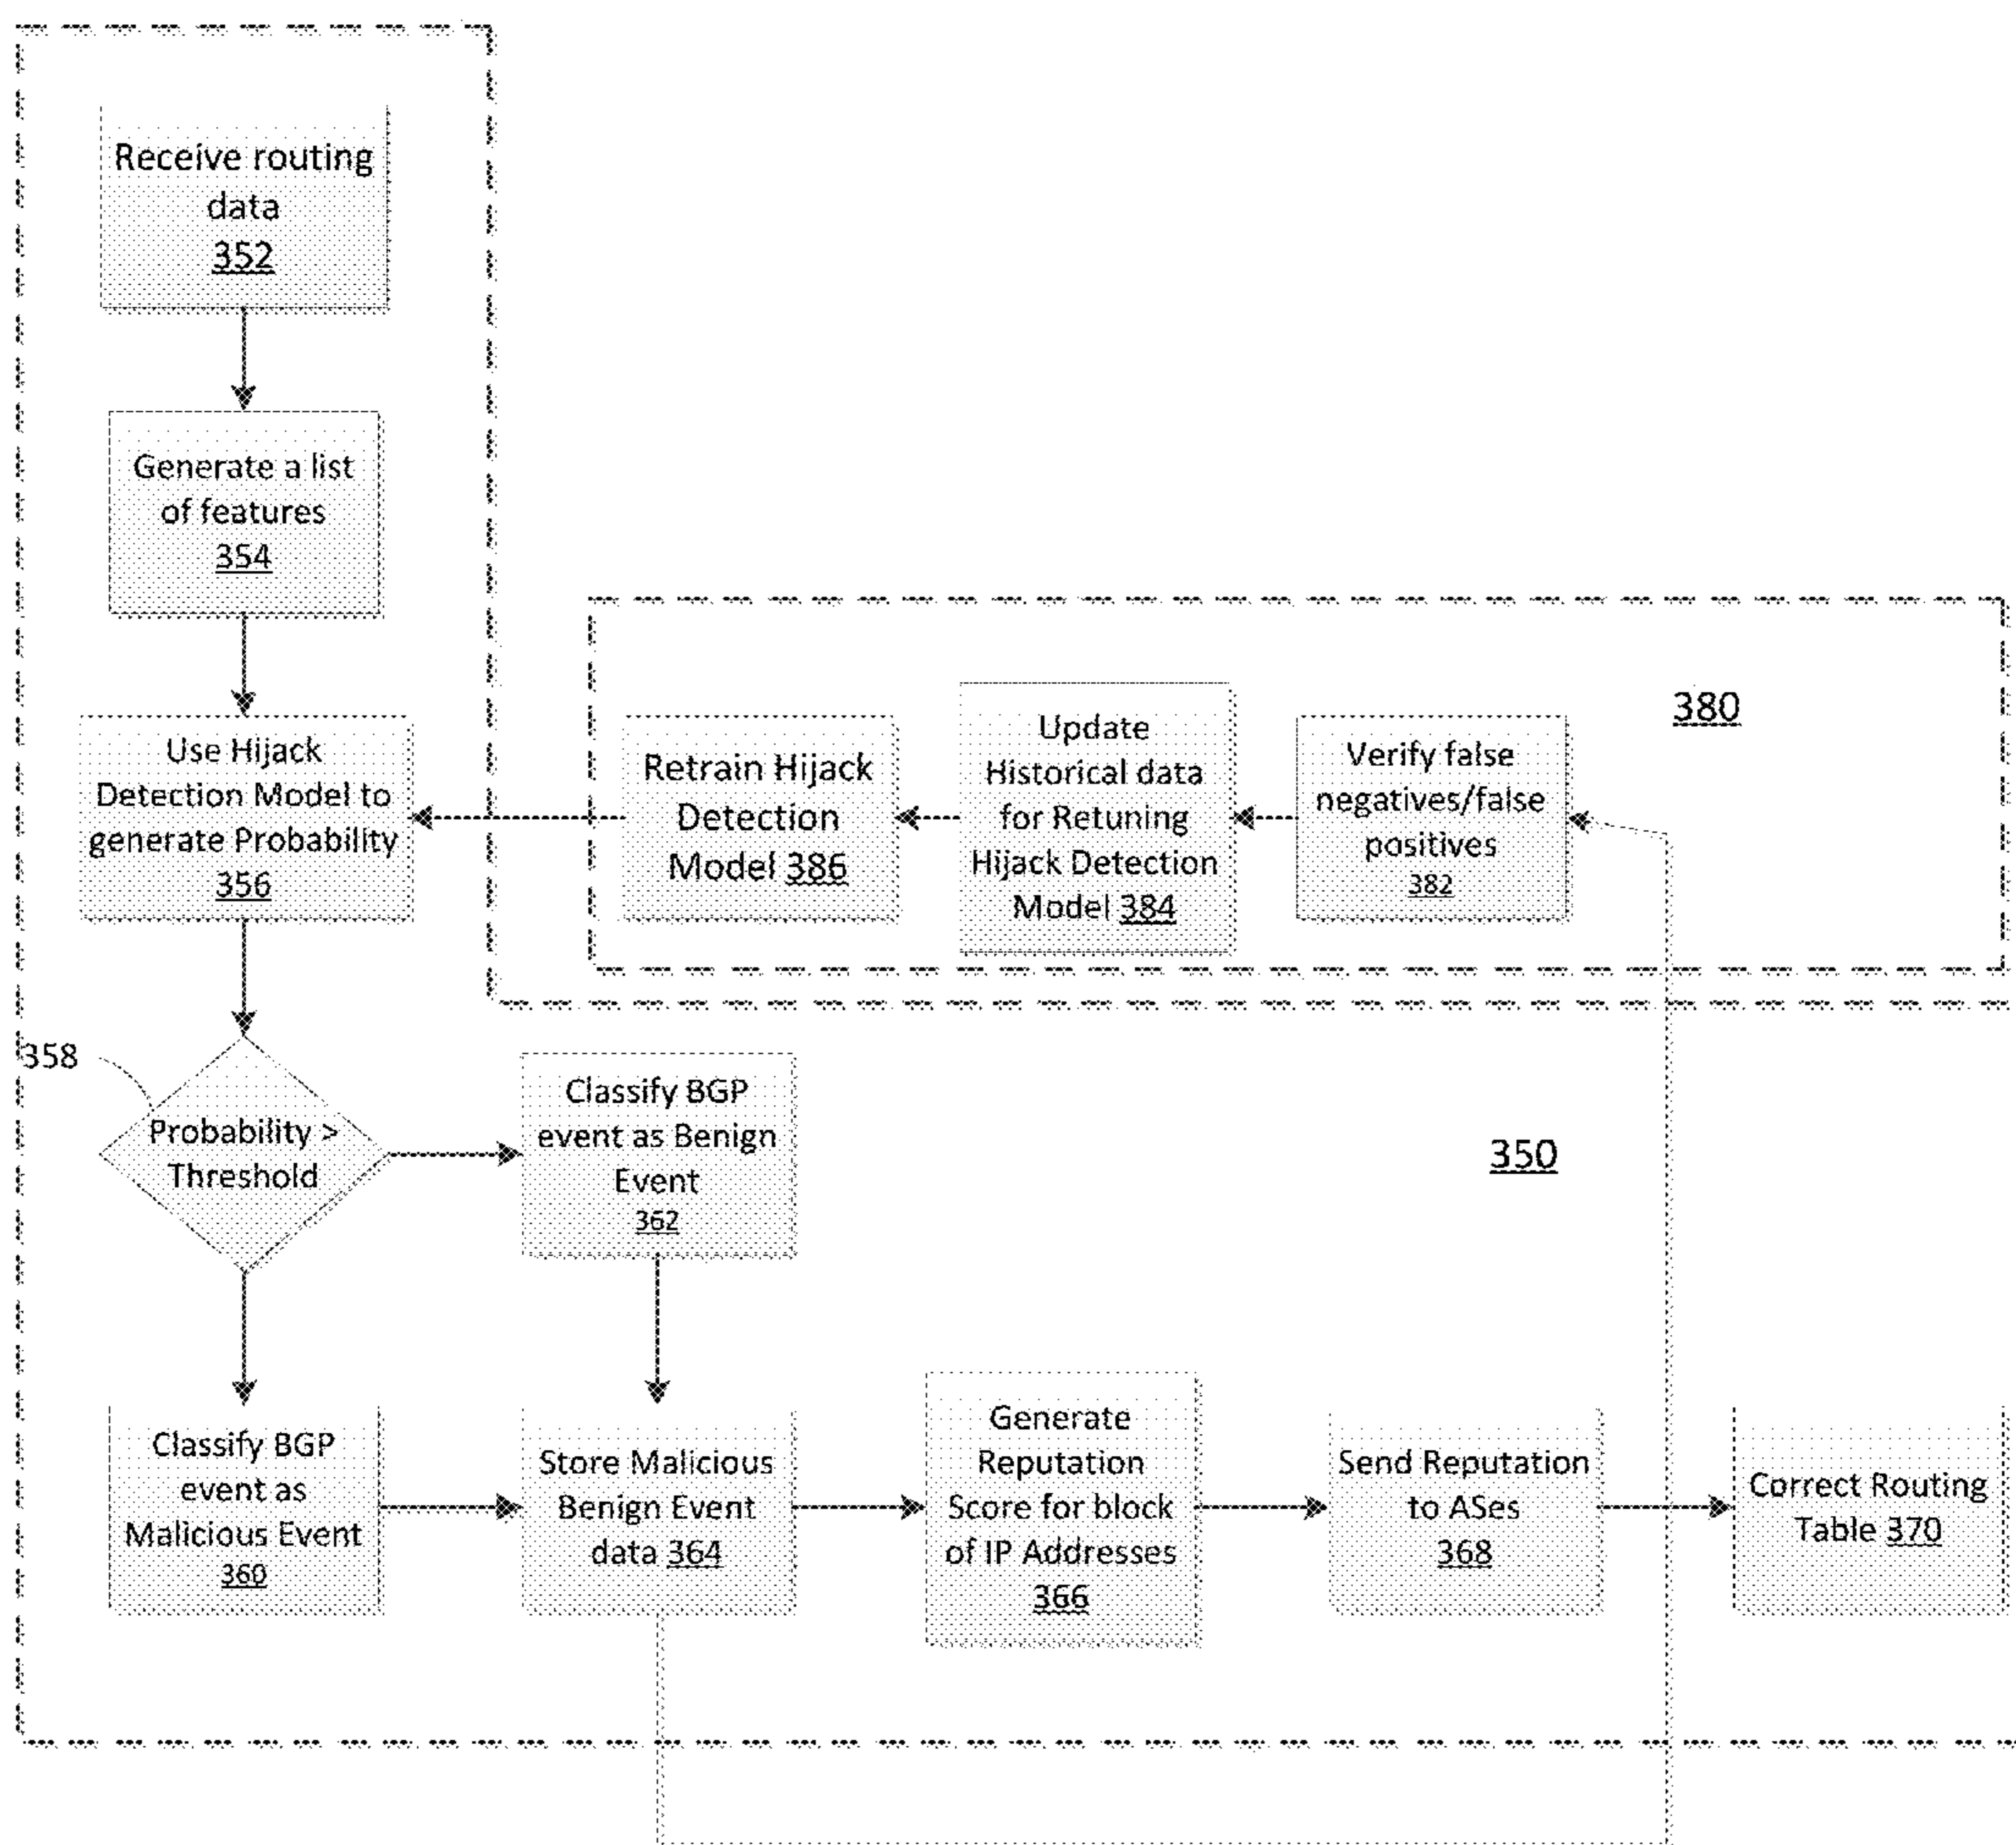 Receive routing
data
352
Generate a list
of features
354
Use Hijack
Detection Model to
generate Probability
356
Retrain Hijack
Detection
Model 386
Update
Historical data
for Retuning
Hijack Detection
Model 384
Verify false
negatives/false
positives
382
380
358
Probability >
Threshold
Classify BGP
event as Benign
Event
362
350
Classify BGP
event as
Malicious Event
360
Store Malicious
Benign Event
data 364
Generate
Reputation
Score for block
of IP Addresses
366
Send Reputation
to ASes
368
Correct Routing
Table 370